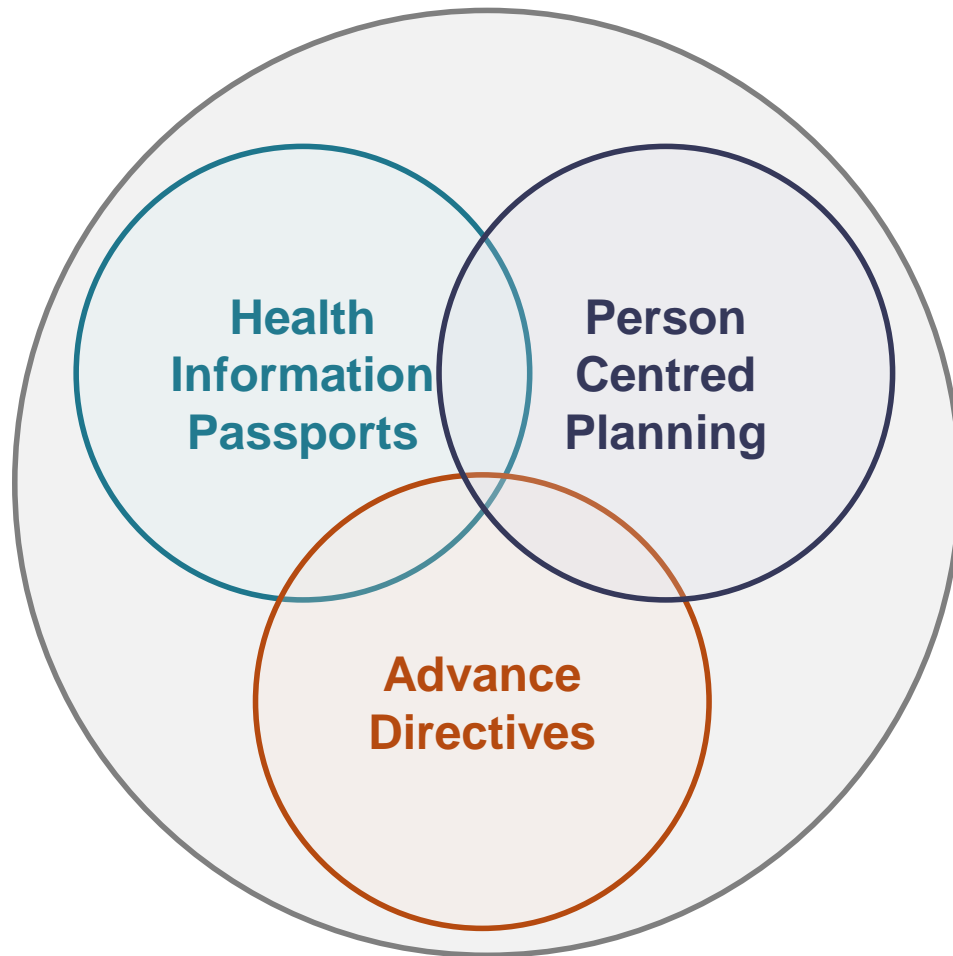 Health
Information
Passports
Person
Centred
Planning
Advance
Directives